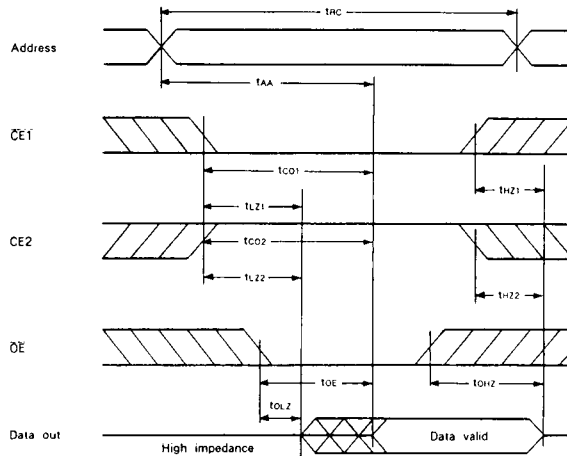 tRC
Address
tAA
CE1
tCO1
tLZ1
tHZ1
CE2
tCO2
tLZ2
tHZ2
OE
tOE
tOHZ
tOLZ
Data out
Data valid
High impedance